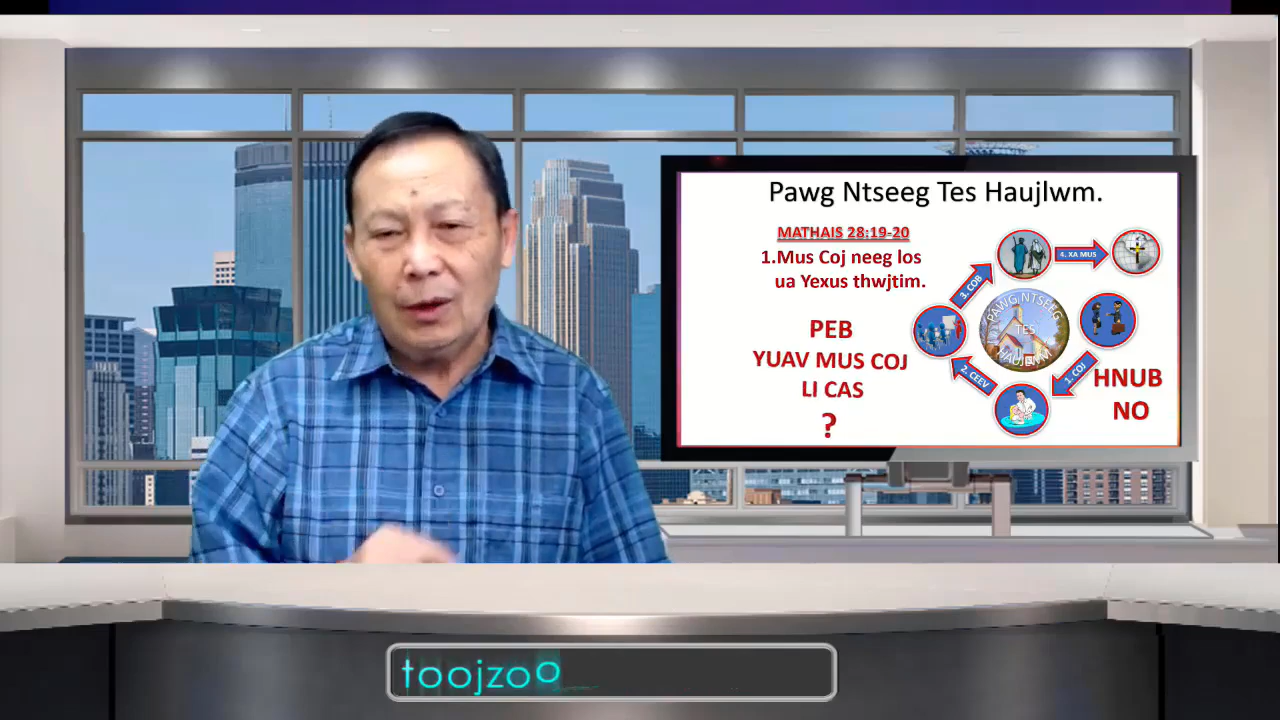 Pawg Ntseeg Tes Haujlwm.
MATHAIS 28:19-20
1.Mus Coj neeg los
ua Yexus thwjtim.
PEB
YUAV MUS COJ
LI CAS
?
4. XA MUS
3. COB
PAWG NTSEEG
TES
HAUJLWM
2. CEEV
1. COJ
HNUB
NO
toojzoo